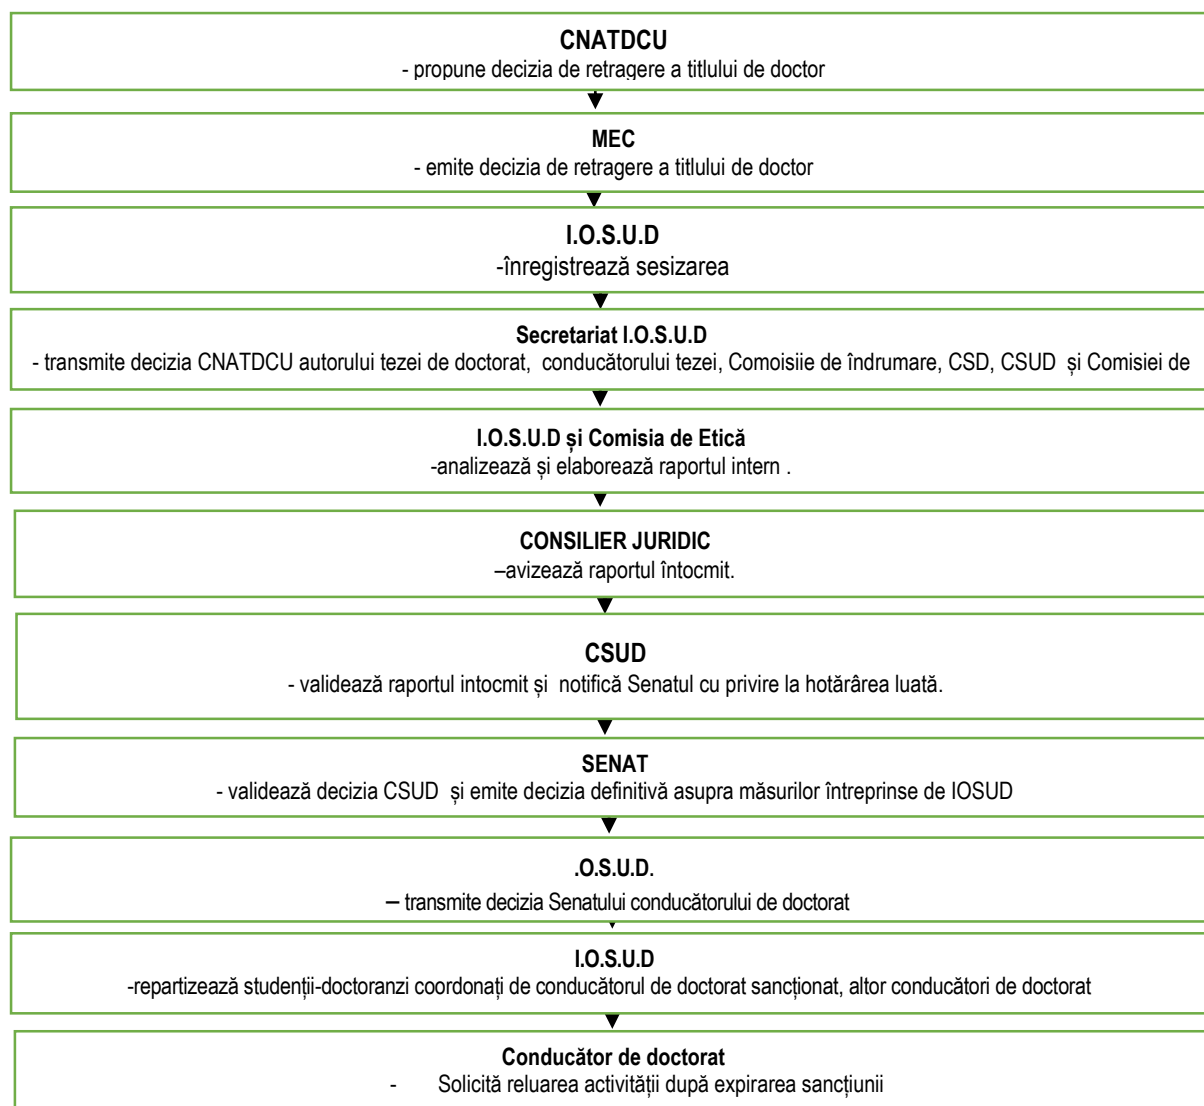 CNATDCU
- propune decizia de retragere a titlului de doctor
MEC
- emite decizia de retragere a titlului de doctor
I.O.S.U.D
-înregistrează sesizarea
Secretariat I.O.S.U.D
- transmite decizia CNATDCU autorului tezei de doctorat, conducătorului tezei, Comoisiie de îndrumare, CSD, CSUD și Comisiei de
I.O.S.U.D și Comisia de Etică
-analizează și elaborează raportul intern .
CONSILIER JURIDIC
–avizează raportul întocmit.
CSUD
- validează raportul intocmit și notifică Senatul cu privire la hotărârea luată.
SENAT
- validează decizia CSUD și emite decizia definitivă asupra măsurilor întreprinse de IOSUD
.O.S.U.D.
– transmite decizia Senatului conducătorului de doctorat
I.O.S.U.D
-repartizează studenții-doctoranzi coordonați de conducătorul de doctorat sancționat, altor conducători de doctorat
Conducător de doctorat
- Solicită reluarea activității după expirarea sancțiunii